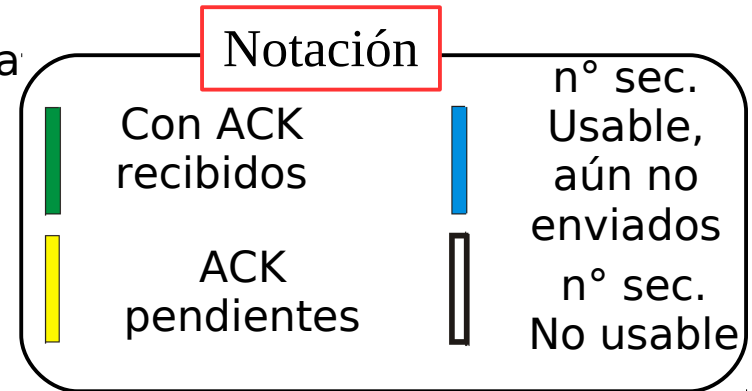 Notación
a
Con ACK
recibidos
n° sec.
Usable,
aún no
enviados
ACK
pendientes
n° sec.
No usable